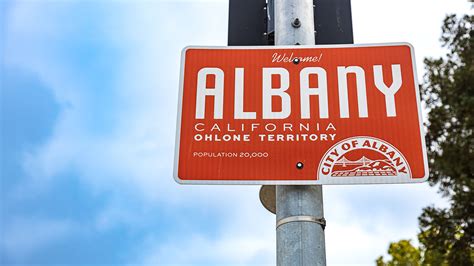 Welcome!
ALBANY
CALIFORNIA
OHLONE TERRITORY
POPULATION 20,000
CITY OF ALBANY